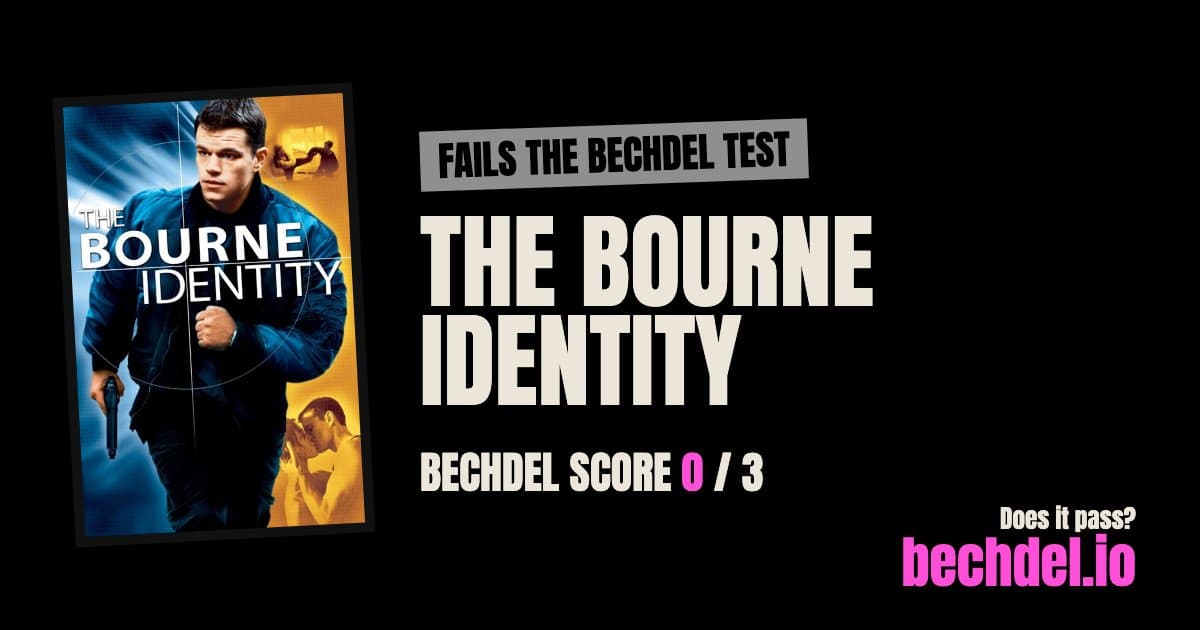 THE
BOURNE
IDENTITY
FAILS THE BECHDEL TEST
THE BOURNE
IDENTITY
BECHDEL SCORE 0 / 3
Does it pass?
bechdel.io